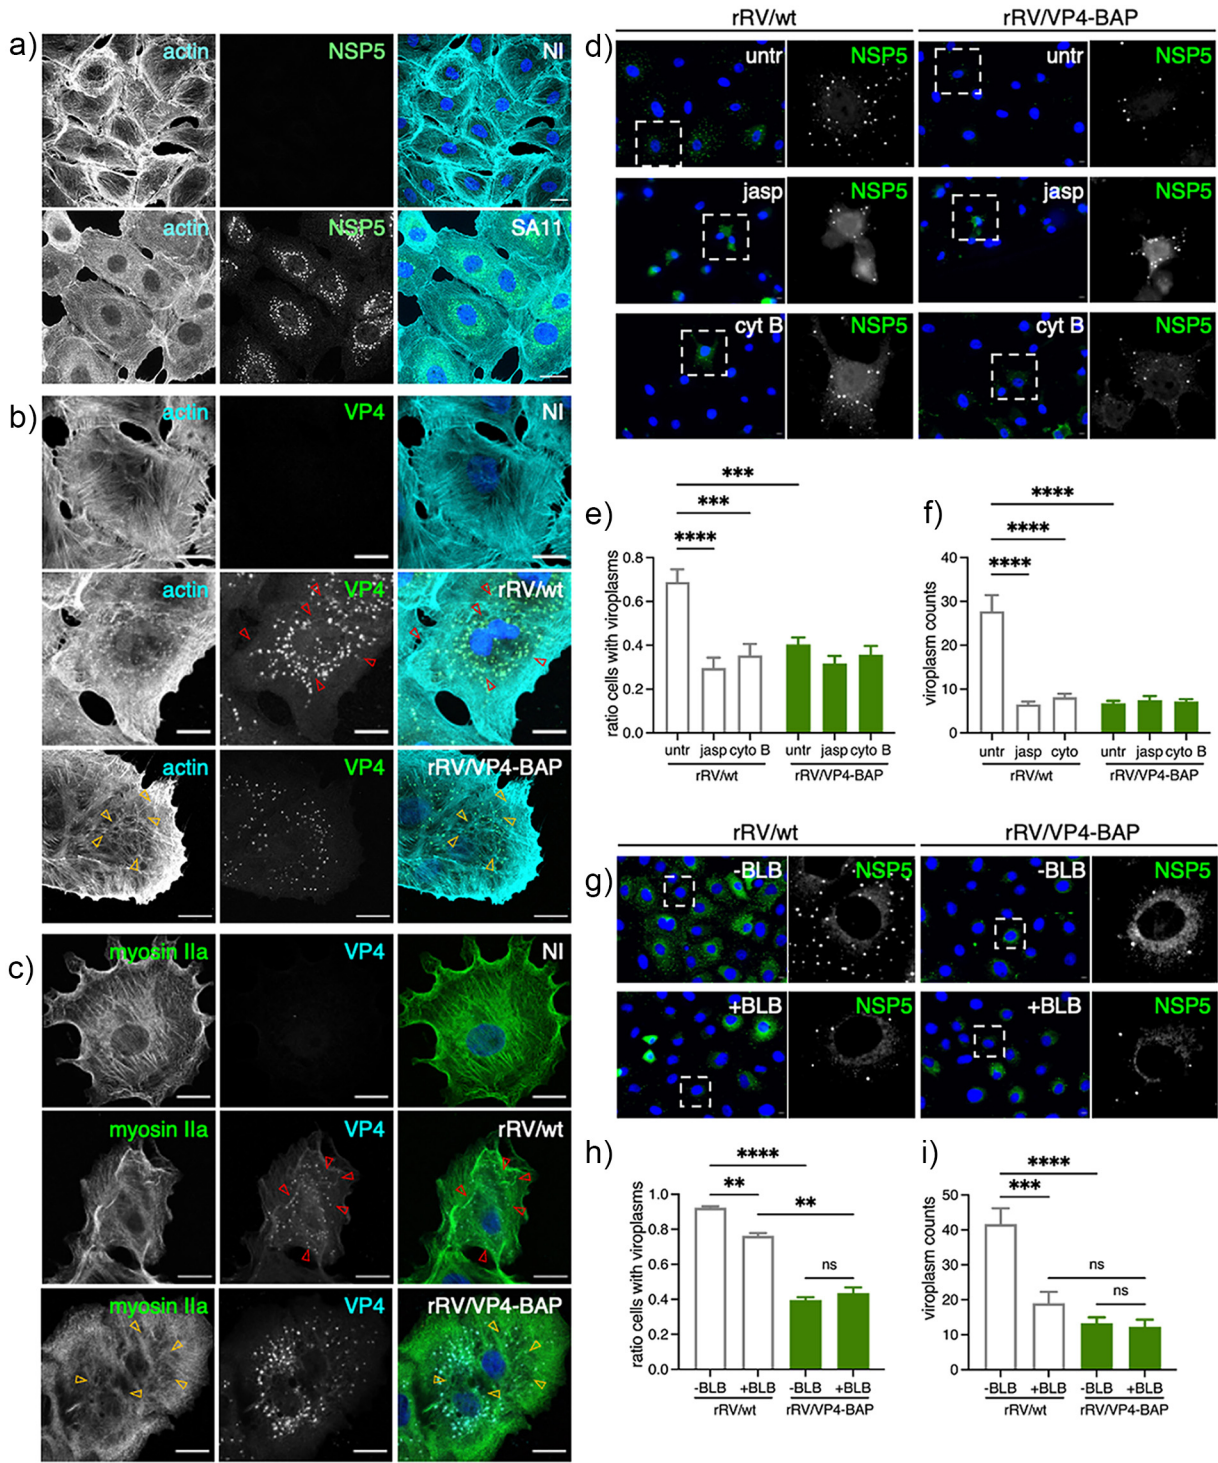 a)
actin NSP5 NI
actin NSP5 SA11
b)
actin VP4 NI
actin VP4 rRV/wt
actin VP4 rRV/VP4-BAP
c)
myosin IIa VP4 NI
myosin IIa VP4 rRV/wt
myosin IIa VP4 rRV/VP4-BAP
d)
rRV/wt rRV/VP4-BAP
untr NSP5 untr NSP5
jasp NSP5 jasp NSP5
cyt B NSP5 cyt B NSP5
e)
***
***
****
ratio cells with viroplasms
0.8
0.6
0.4
0.2
0.0
untr jasp cyto B untr jasp cyto B
rRV/wt rRV/VP4-BAP
f)
****
****
****
viroplasm counts
40
30
20
10
0
untr jasp cyto untr jasp cyto B
rRV/wt rRV/VP4-BAP
g)
rRV/wt rRV/VP4-BAP
-BLB NSP5 -BLB NSP5
+BLB NSP5 +BLB NSP5
h)
****
**
**
ns
ratio cells with viroplasms
1.0
0.8
0.6
0.4
0.2
0.0
-BLB +BLB -BLB +BLB
rRV/wt rRV/VP4-BAP
i)
****
***
ns
ns
viroplasm counts
50
40
30
20
10
0
-BLB +BLB -BLB +BLB
rRV/wt rRV/VP4-BAP